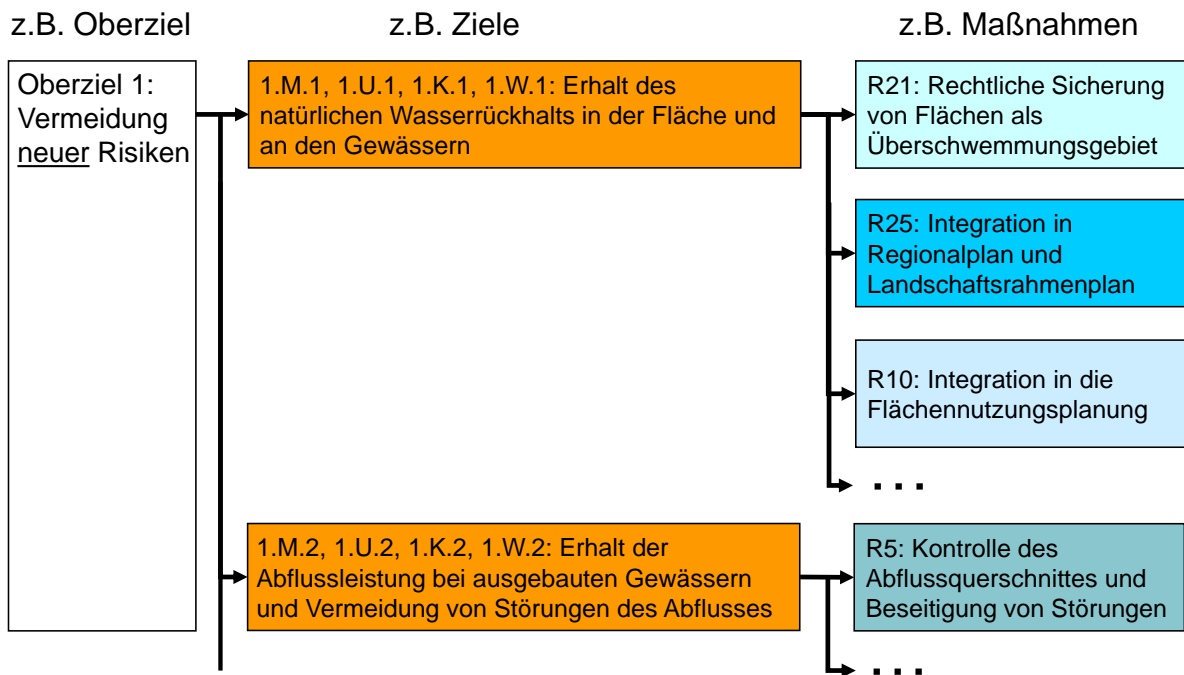 z.B. Oberziel
z.B. Ziele
z.B. Maßnahmen
Oberziel 1:
Vermeidung
neuer Risiken
1.M.1, 1.U.1, 1.K.1, 1.W.1: Erhalt des
natürlichen Wasserrückhalts in der Fläche und
an den Gewässern
R21: Rechtliche Sicherung
von Flächen als
Überschwemmungsgebiet
R25: Integration in
Regionalplan und
Landschaftsrahmenplan
R10: Integration in die
Flächennutzungsplanung
. . .
1.M.2, 1.U.2, 1.K.2, 1.W.2: Erhalt der
Abflussleistung bei ausgebauten Gewässern
und Vermeidung von Störungen des Abflusses
R5: Kontrolle des
Abflussquerschnittes und
Beseitigung von Störungen
. . .